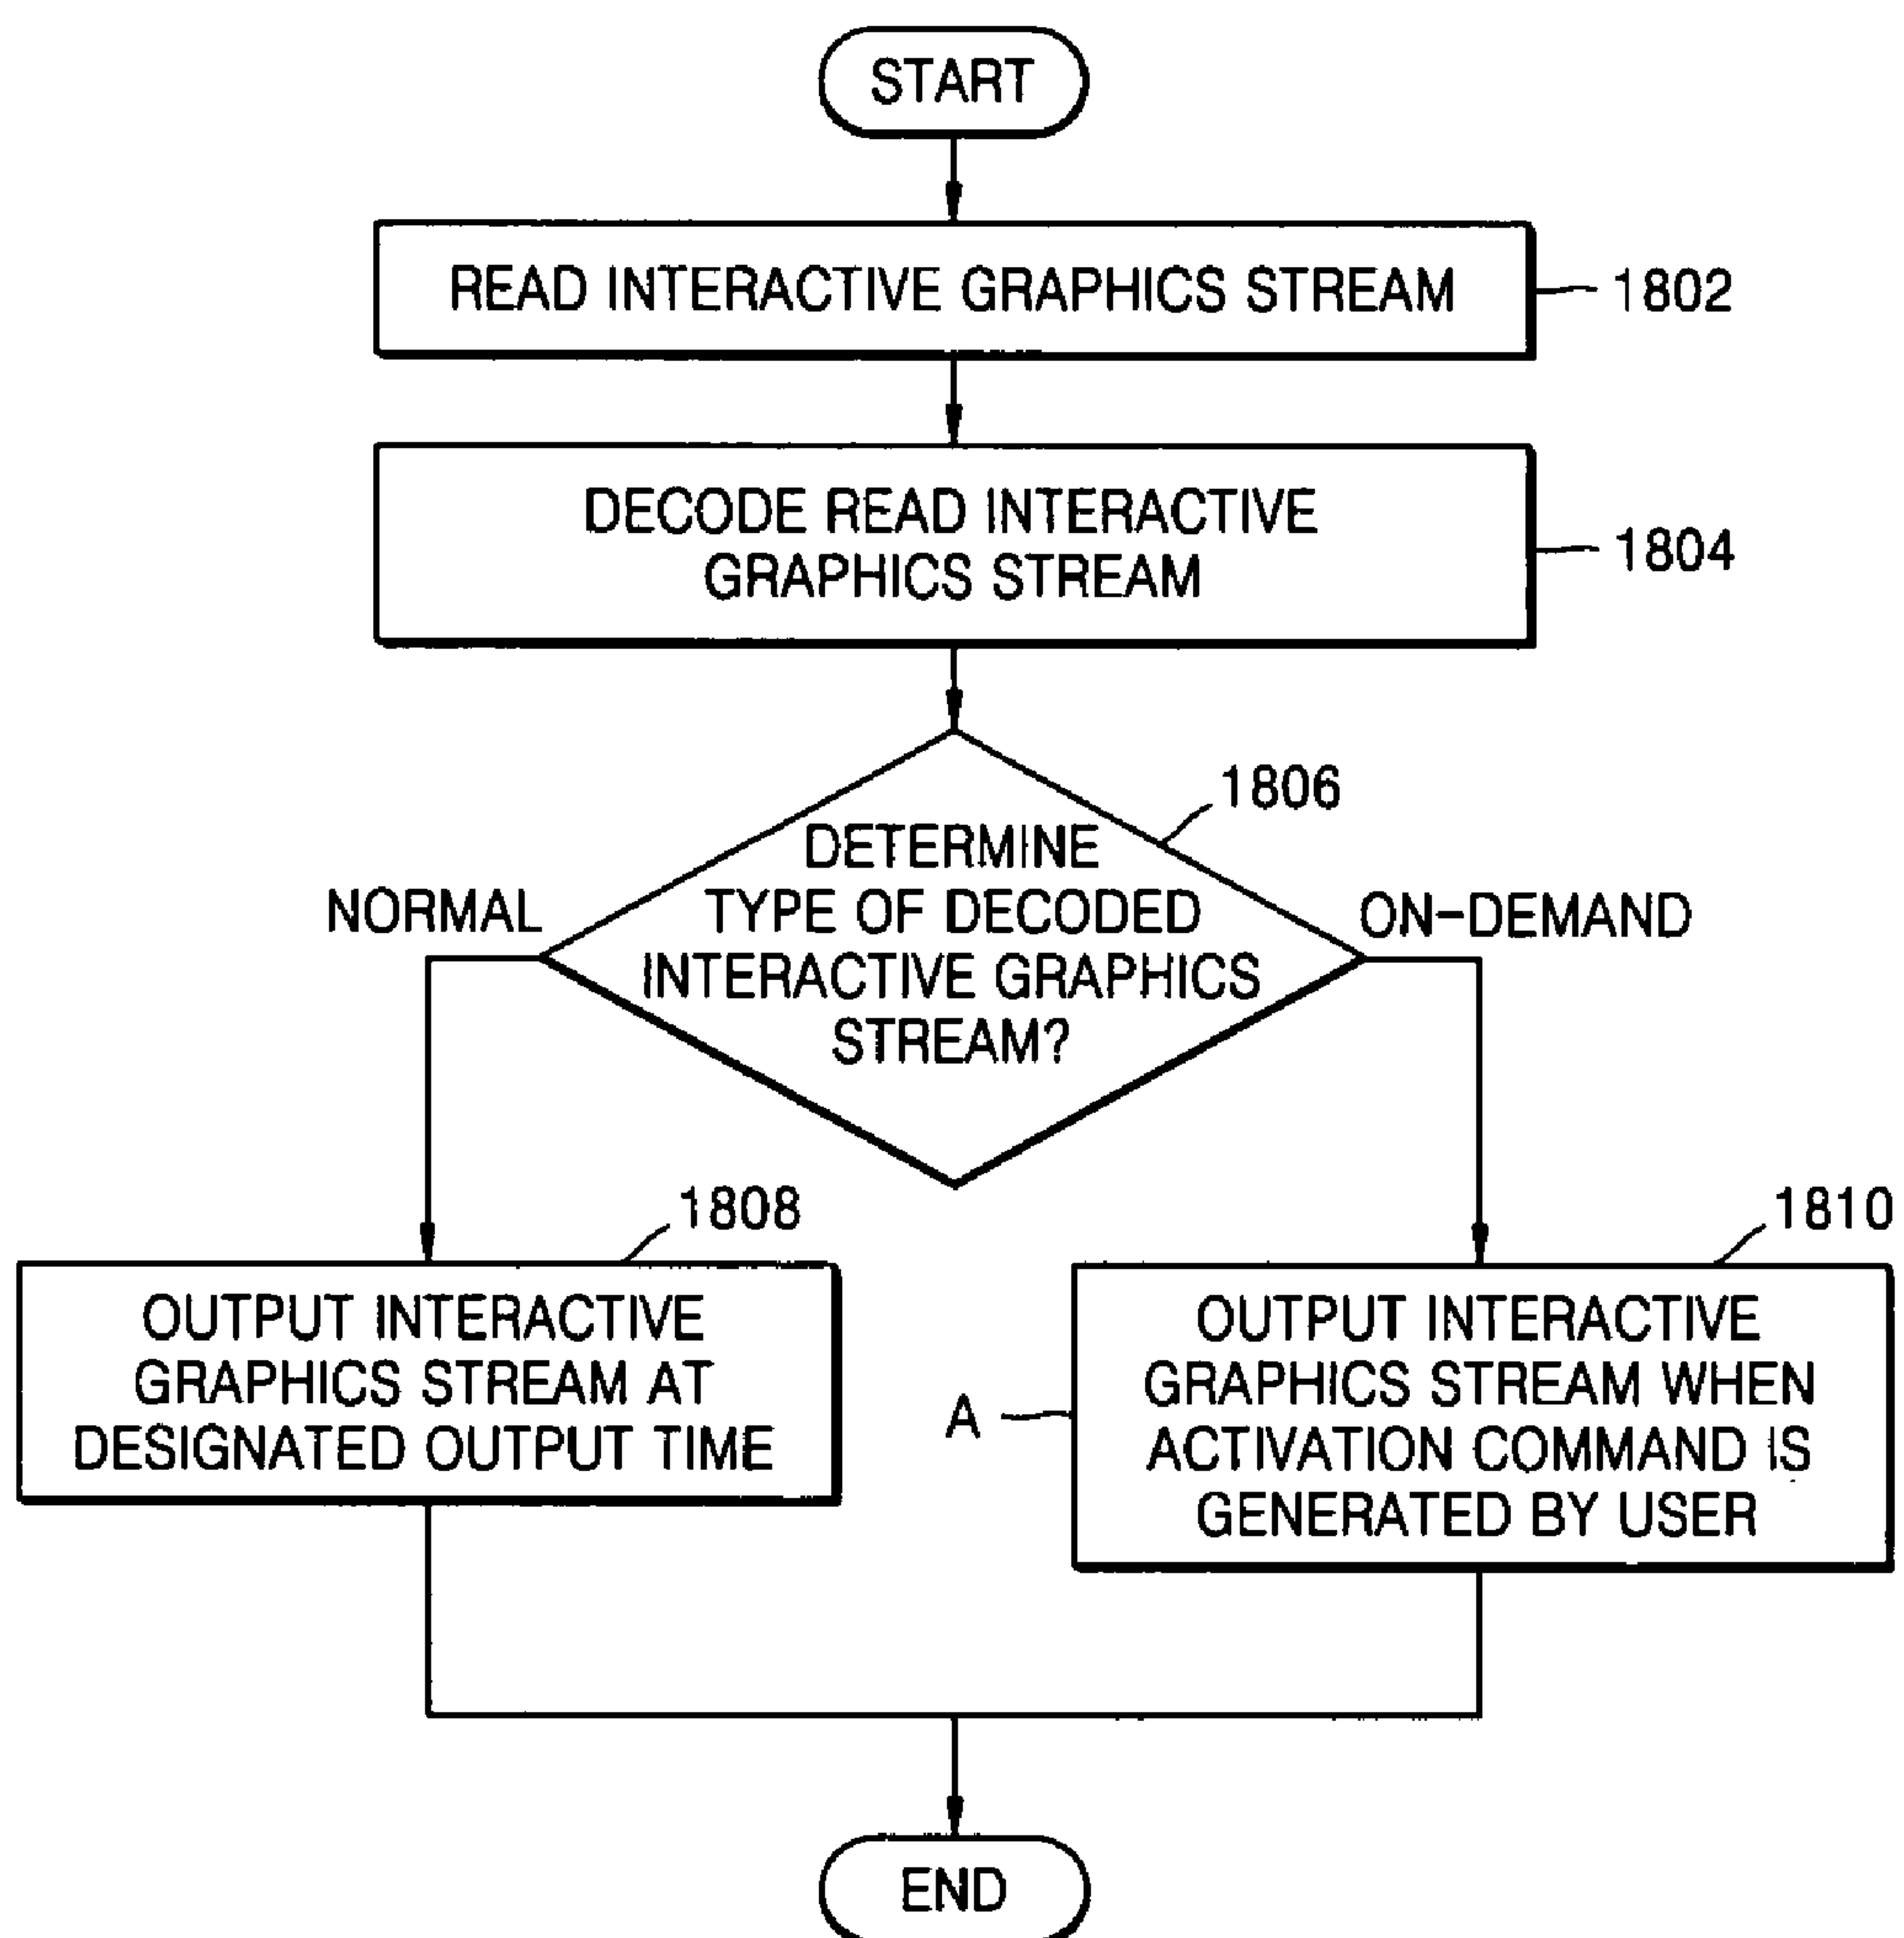 START
READ INTERACTIVE GRAPHICS STREAM
1802
DECODE READ INTERACTIVE
GRAPHICS STREAM
1804
1806
DETERMINE
TYPE OF DECODED
INTERACTIVE GRAPHICS
STREAM?
NORMAL
ON-DEMAND
1808
OUTPUT INTERACTIVE
GRAPHICS STREAM AT
DESIGNATED OUTPUT TIME
1810
A
OUTPUT INTERACTIVE
GRAPHICS STREAM WHEN
ACTIVATION COMMAND IS
GENERATED BY USER
END